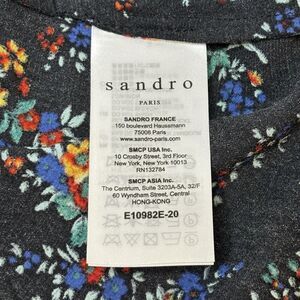 sandro
PARIS
SANDRO FRANCE
150 boulevard Haussmann
75008 Paris
www.sandro-paris.com
SMCP USA Inc.
10 Crosby Street, 3rd Floor
New York, New York 10013
RN132784
SMCP ASIA Inc.
The Centrium, Suite 3203A-5A, 32/F
60 Wyndham Street, Central
HONG-KONG
E10982E-20